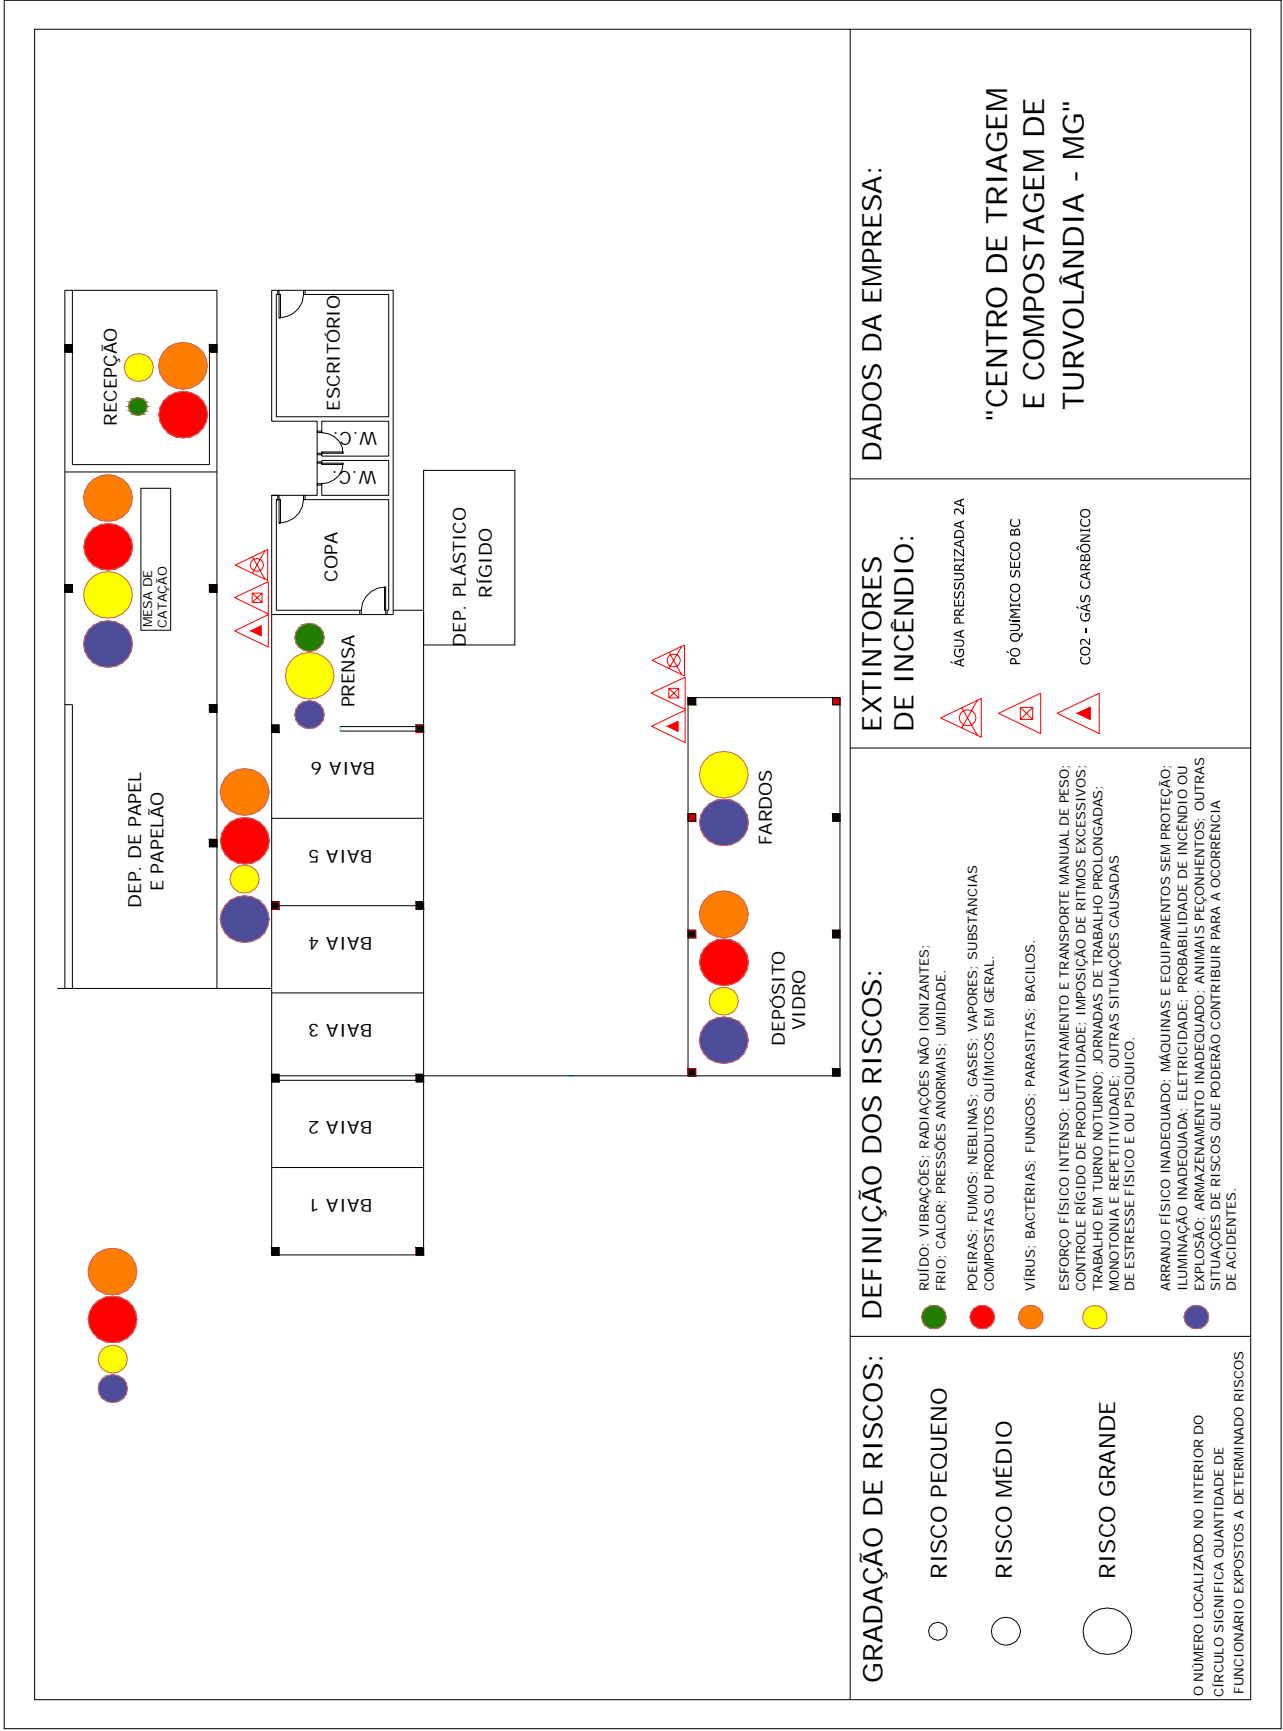 RECEPÇÃO
MESA DE
CATAÇÃO
DEP. DE PAPEL
E PAPELÃO
ESCRITÓRIO
W.C.
W.C.
COPA
PRENSA
DEP. PLÁSTICO
RÍGIDO
BAIA 6
BAIA 5
BAIA 4
BAIA 3
BAIA 2
BAIA 1
FARDOS
DEPÓSITO
VIDRO
GRADAÇÃO DE RISCOS:
RISCO PEQUENO
RISCO MÉDIO
RISCO GRANDE
O NÚMERO LOCALIZADO NO INTERIOR DO
CÍRCULO SIGNIFICA QUANTIDADE DE
FUNCIONÁRIO EXPOSTOS A DETERMINADO RISCOS
DEFINIÇÃO DOS RISCOS:
RUÍDO; VIBRAÇÕES; RADIAÇÕES NÃO IONIZANTES;
FRIO; CALOR; PRESSÕES ANORMAIS; UMIDADE.
POEIRAS; FUMOS; NEBLINAS; GASES; VAPORES; SUBSTÂNCIAS
COMPOSTAS OU PRODUTOS QUÍMICOS EM GERAL.
VÍRUS; BACTÉRIAS; FUNGOS; PARASITAS; BACILOS.
ESFORÇO FÍSICO INTENSO; LEVANTAMENTO E TRANSPORTE MANUAL DE PESO;
CONTROLE RÍGIDO DE PRODUTIVIDADE; IMPOSIÇÃO DE RITMOS EXCESSIVOS;
TRABALHO EM TURNO NOTURNO; JORNADAS DE TRABALHO PROLONGADAS;
MONOTONIA E REPETITIVIDADE; OUTRAS SITUAÇÕES CAUSADAS
DE ESTRESSE FÍSICO E OU PSIQUICO.
ARRANJO FÍSICO INADEQUADO; MÁQUINAS E EQUIPAMENTOS SEM PROTEÇÃO;
ILUMINAÇÃO INADEQUADA; ELETRICIDADE; PROBABILIDADE DE INCÊNDIO OU
EXPLOSÃO; ARMAZENAMENTO INADEQUADO; ANIMAIS PEÇONHENTOS; OUTRAS
SITUAÇÕES DE RISCOS QUE PODERÃO CONTRIBUIR PARA A OCORRÊNCIA
DE ACIDENTES.
EXTINTORES
DE INCÊNDIO:
ÁGUA PRESSURIZADA 2A
PÓ QUÍMICO SECO BC
CO2 - GÁS CARBÔNICO
DADOS DA EMPRESA:
"CENTRO DE TRIAGEM
E COMPOSTAGEM DE
TURVOLÂNDIA - MG"